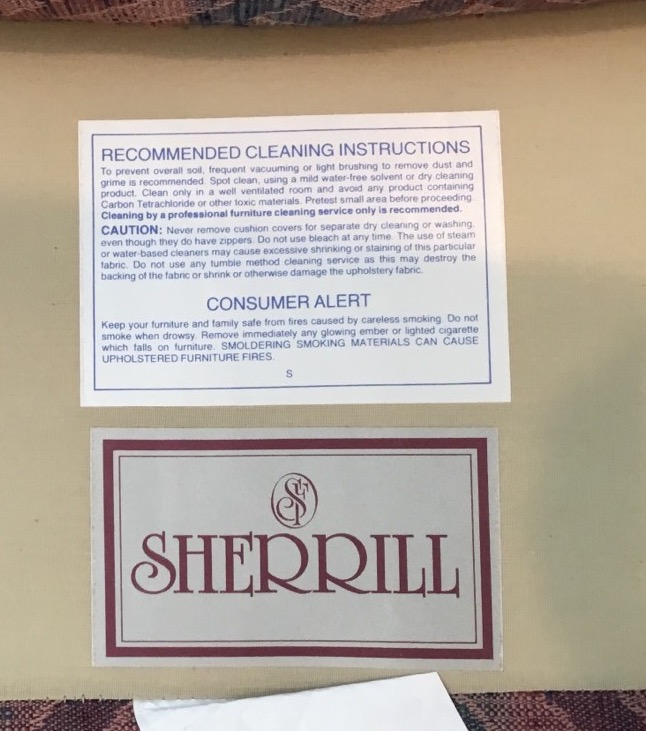 RECOMMENDED CLEANING INSTRUCTIONS
To prevent overall soil, frequent vacuuming or light brushing to remove dust and
grime is recommended. Spot clean, using a mild water-free solvent or dry cleaning
product. Clean only in a well ventilated room and avoid any product containing
Carbon Tetrachloride or other toxic materials. Pretest small area before proceeding.
Cleaning by a professional furniture cleaning service only is recommended.
CAUTION: Never remove cushion covers for separate dry cleaning or washing,
even though they do have zippers. Do not use bleach at any time. The use of steam
or water-based cleaners may cause excessive shrinking or staining of this particular
fabric. Do not use any tumble method cleaning service as this may destroy the
backing of the fabric or shrink or otherwise damage the upholstery fabric.
CONSUMER ALERT
Keep your furniture and family safe from fires caused by careless smoking. Do not
smoke when drowsy. Remove immediately any glowing ember or lighted cigarette
which falls on furniture. SMOLDERING SMOKING MATERIALS CAN CAUSE
UPHOLSTERED FURNITURE FIRES.
S
SF
SHERRILL